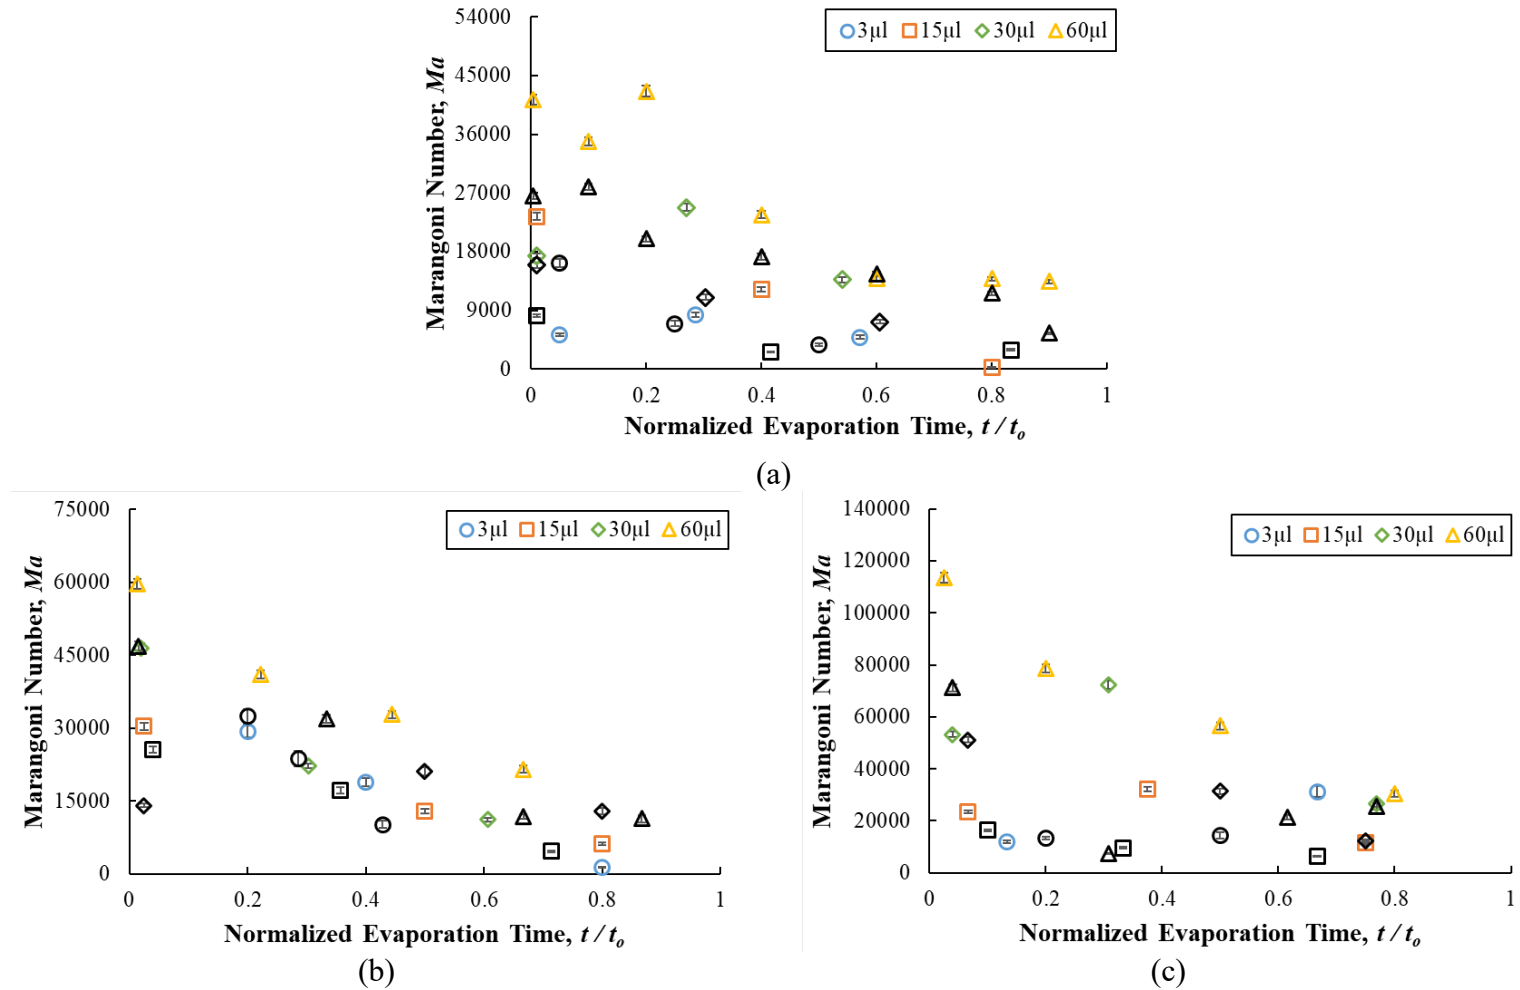 54000
45000
36000
27000
18000
9000
0
Marangoni Number, Ma
3µl 15µl 30µl 60µl
0 0.2 0.4 0.6 0.8 1
Normalized Evaporation Time, t / to
(a)
75000
60000
45000
30000
15000
0
Marangoni Number, Ma
3µl 15µl 30µl 60µl
0 0.2 0.4 0.6 0.8 1
Normalized Evaporation Time, t / to
(b)
140000
120000
100000
80000
60000
40000
20000
0
Marangoni Number, Ma
3µl 15µl 30µl 60µl
0 0.2 0.4 0.6 0.8 1
Normalized Evaporation Time, t / to
(c)